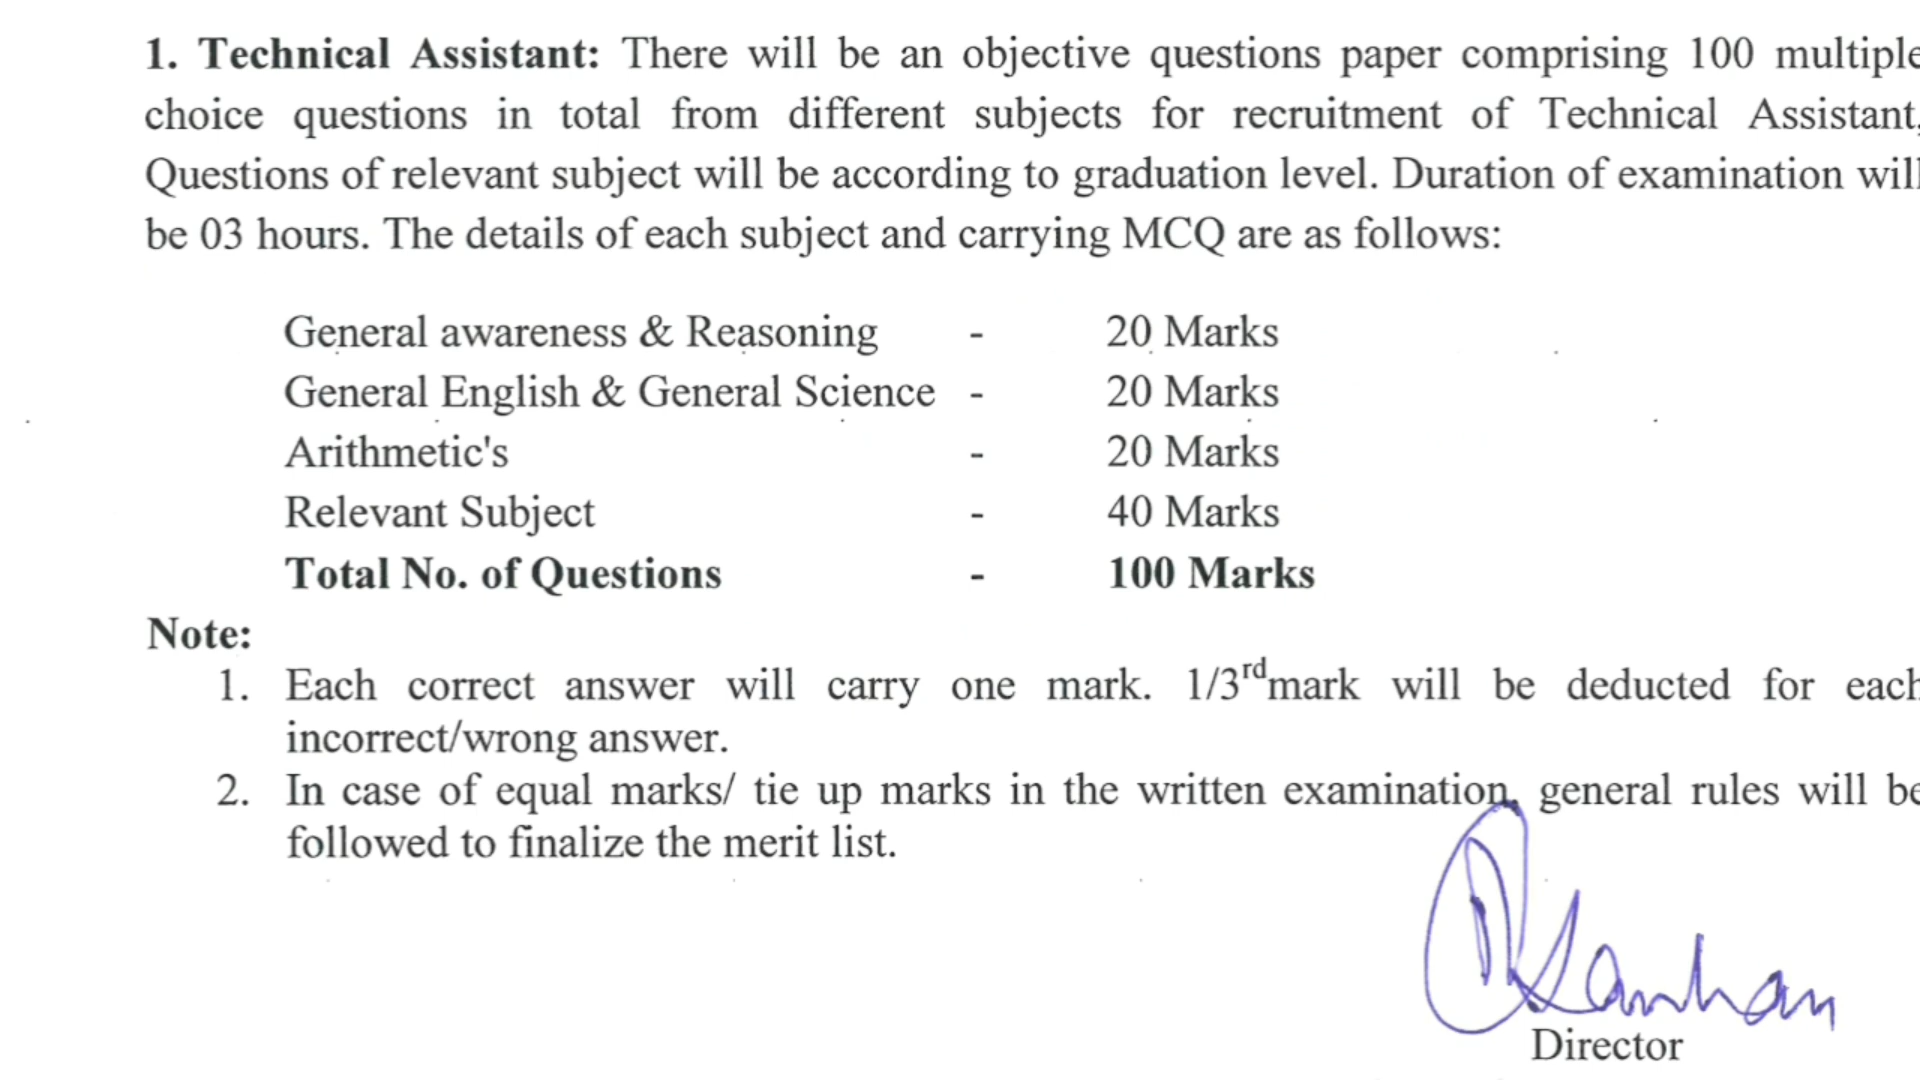 1. Technical Assistant: There will be an objective questions paper comprising 100 multiple
choice questions in total from different subjects for recruitment of Technical Assistant,
Questions of relevant subject will be according to graduation level. Duration of examination will
be 03 hours. The details of each subject and carrying MCQ are as follows:
General awareness & Reasoning - 20 Marks
General English & General Science - 20 Marks
Arithmetic's - 20 Marks
Relevant Subject - 40 Marks
Total No. of Questions - 100 Marks
Note:
1. Each correct answer will carry one mark. 1/3rd mark will be deducted for each
incorrect/wrong answer.
2. In case of equal marks/ tie up marks in the written examination, general rules will be
followed to finalize the merit list.
Director